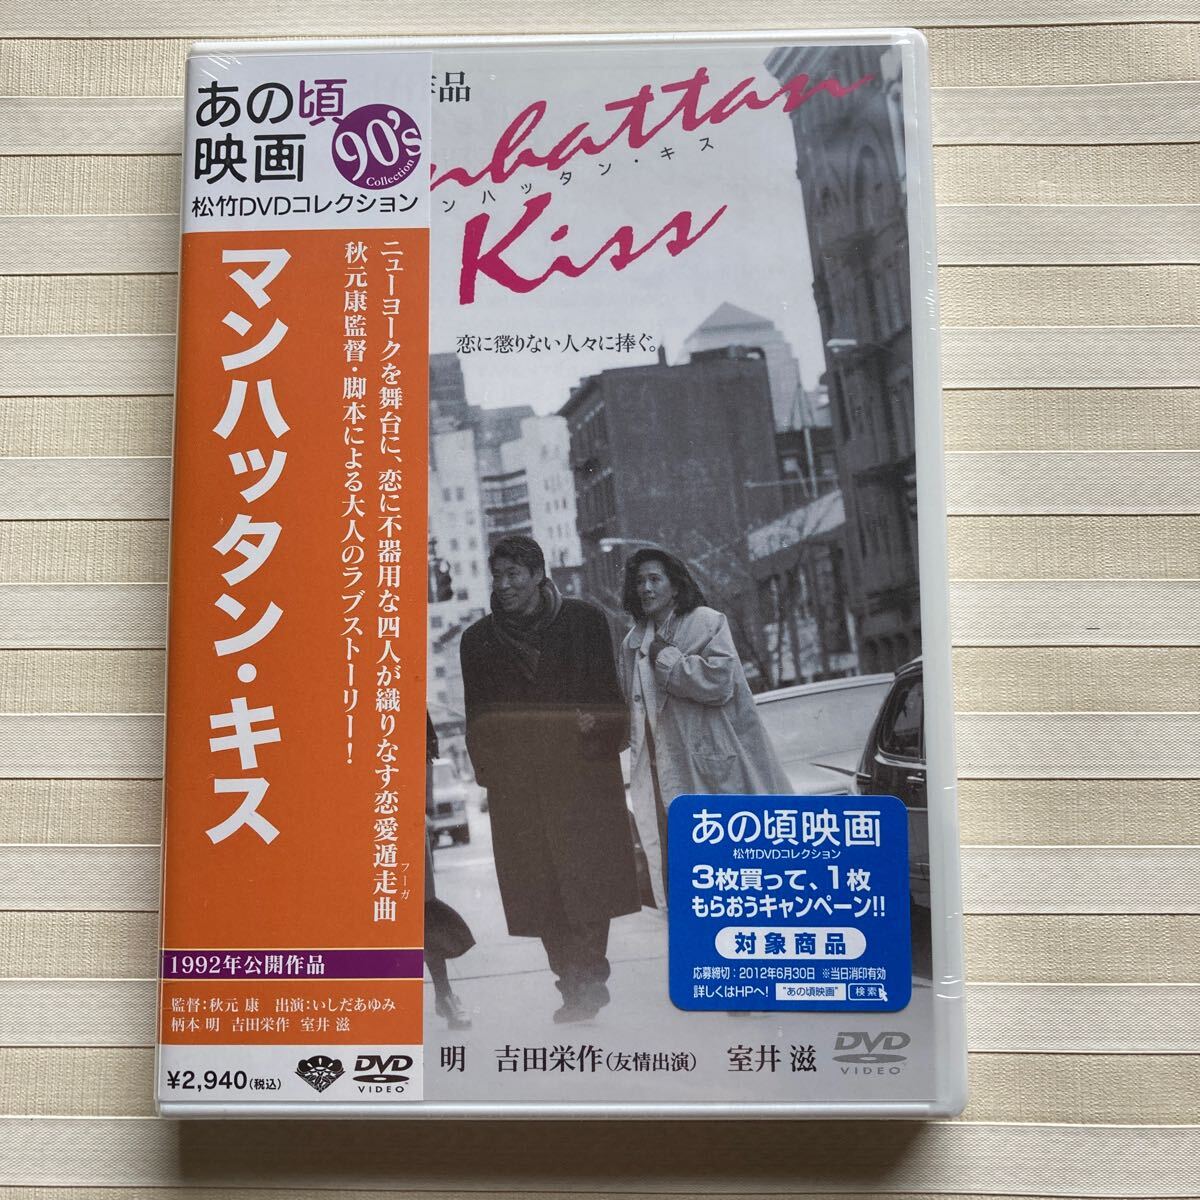 あの頃
映画
90's
Collection
松竹DVDコレクション
マンハッタン・キス
ニューヨークを舞台に、恋に不器用な四人が織りなす恋愛遁走曲
フーガ
秋元康監督・脚本による大人のラブストーリー!
1992年公開作品
監督:秋元 康 出演:いしだあゆみ
柄本 明 吉田栄作 室井 滋
¥2,940(税込)
DVD
VIDEO
作品
nhattan
ンハッタン・キス
Kiss
恋に懲りない人々に捧ぐ。
あの頃映画
松竹DVDコレクション
3枚買って、1枚
もらおうキャンペーン!!
対象商品
応募締切:2012年6月30日 ※当日消印有効
詳しくはHPへ! "あの頃映画" 検索
明 吉田栄作(友情出演) 室井 滋
DVD
VIDEO